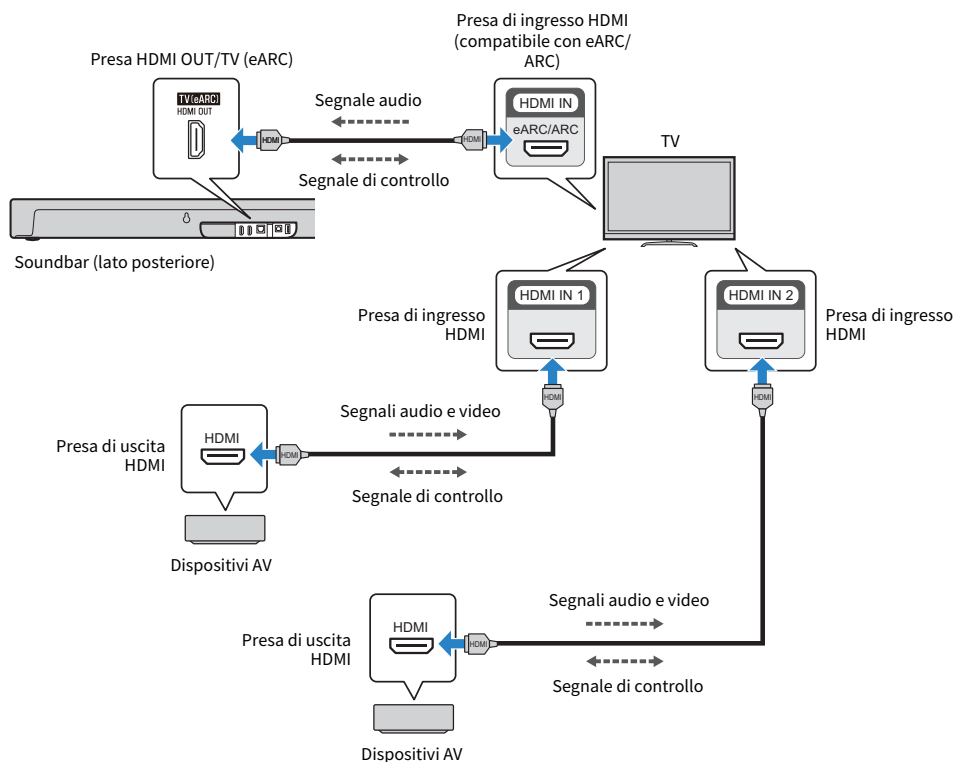 Presa di ingresso HDMI
(compatibile con eARC/
ARC)
Presa HDMI OUT/TV (eARC)
TV(eARC)
HDMI OUT
HDMI
Segnale audio
Segnale di controllo
HDMI
HDMI IN
eARC/ARC
TV
Soundbar (lato posteriore)
Presa di ingresso
HDMI
HDMI IN 1
HDMI IN 2
Presa di ingresso
HDMI
HDMI
HDMI
Presa di uscita
HDMI
HDMI
HDMI
Segnali audio e video
Segnale di controllo
Dispositivi AV
Presa di uscita
HDMI
HDMI
HDMI
Segnali audio e video
Segnale di controllo
Dispositivi AV